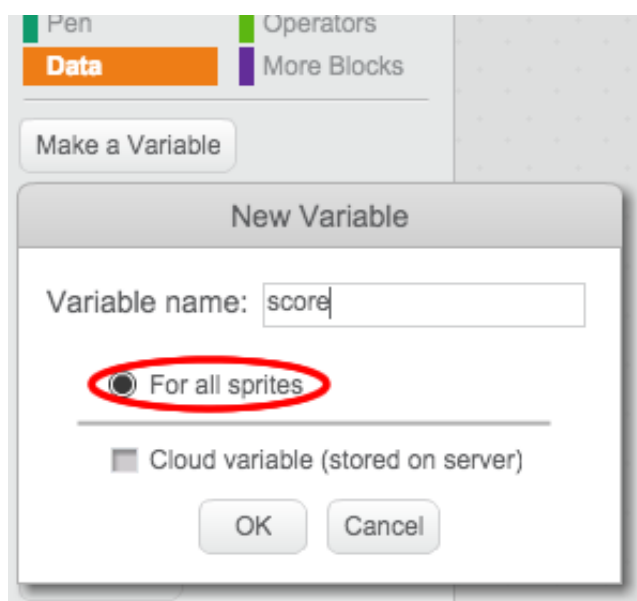 Pen Operators
Data More Blocks
Make a Variable
New Variable
Variable name: score
For all sprites
Cloud variable (stored on server)
OK Cancel